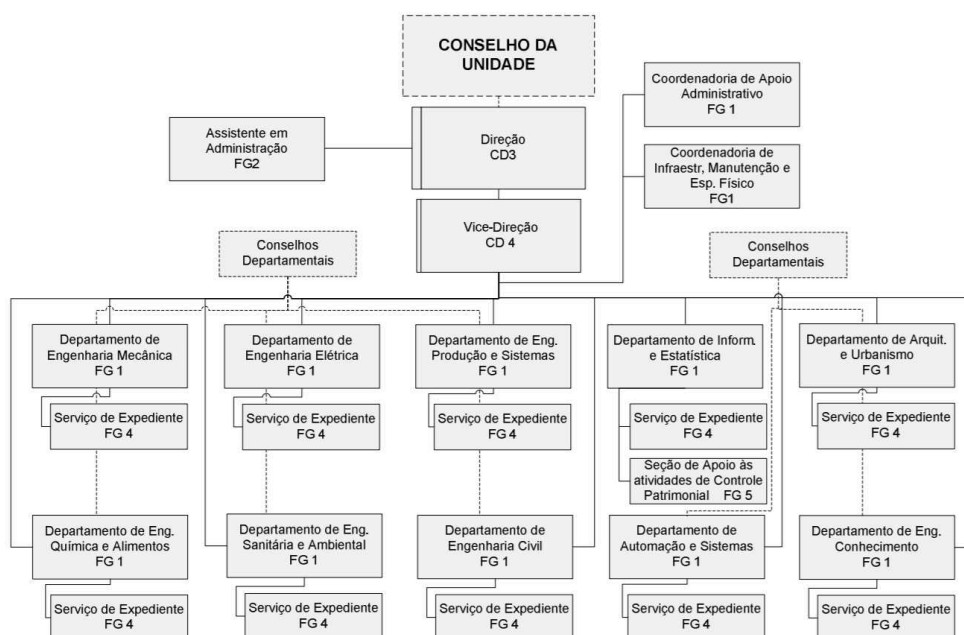 CONSELHO DA
UNIDADE
Coordenadoria de Apoio
Administrativo
FG 1
Assistente em
Administração
FG2
Direção
CD3
Coordenadoria de
Infraestr, Manutenção e
Esp. Físico
FG1
Vice-Direção
CD 4
Conselhos
Departamentais
Conselhos
Departamentais
Departamento de
Engenharia Mecânica
FG 1
Departamento de
Engenharia Elétrica
FG 1
Departamento de Eng.
Produção e Sistemas
FG 1
Departamento de Inform.
e Estatística
FG 1
Departamento de Arquit.
e Urbanismo
FG 1
Serviço de Expediente
FG 4
Serviço de Expediente
FG 4
Serviço de Expediente
FG 4
Serviço de Expediente
FG 4
Serviço de Expediente
FG 4
Seção de Apoio às
atividades de Controle
Patrimonial FG 5
Departamento de Eng.
Química e Alimentos
FG 1
Departamento de Eng.
Sanitária e Ambiental
FG 1
Departamento de
Engenharia Civil
FG 1
Departamento de
Automação e Sistemas
FG 1
Departamento de Eng.
Conhecimento
FG 1
Serviço de Expediente
FG 4
Serviço de Expediente
FG 4
Serviço de Expediente
FG 4
Serviço de Expediente
FG 4
Serviço de Expediente
FG 4